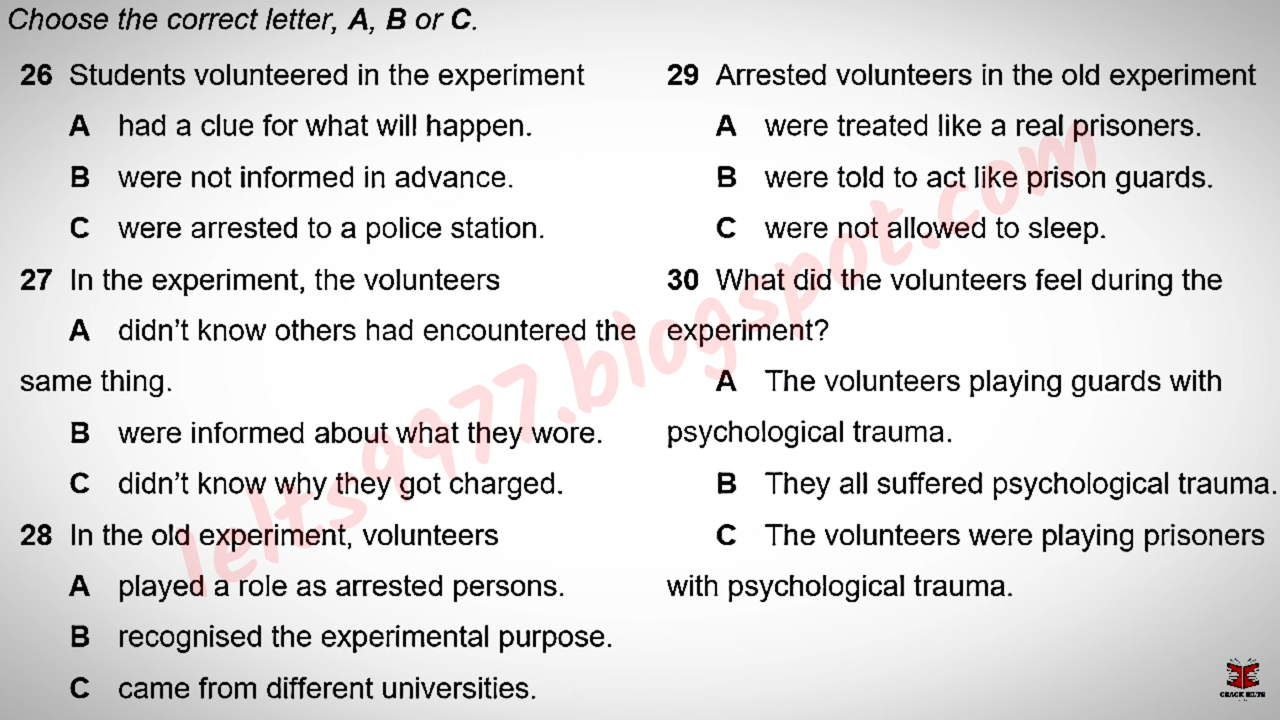 Choose the correct letter, A, B or C.
26 Students volunteered in the experiment
A had a clue for what will happen.
B were not informed in advance.
C were arrested to a police station.
27 In the experiment, the volunteers
A didn't know others had encountered the
same thing.
B were informed about what they wore.
C didn't know why they got charged.
28 In the old experiment, volunteers
A played a role as arrested persons.
B recognised the experimental purpose.
C came from different universities.
29 Arrested volunteers in the old experiment
A were treated like a real prisoners.
B were told to act like prison guards.
C were not allowed to sleep.
30 What did the volunteers feel during the
experiment?
A The volunteers playing guards with
psychological trauma.
B They all suffered psychological trauma.
C The volunteers were playing prisoners
with psychological trauma.
Ielts9977.blogspot.com
CRACK IELTS